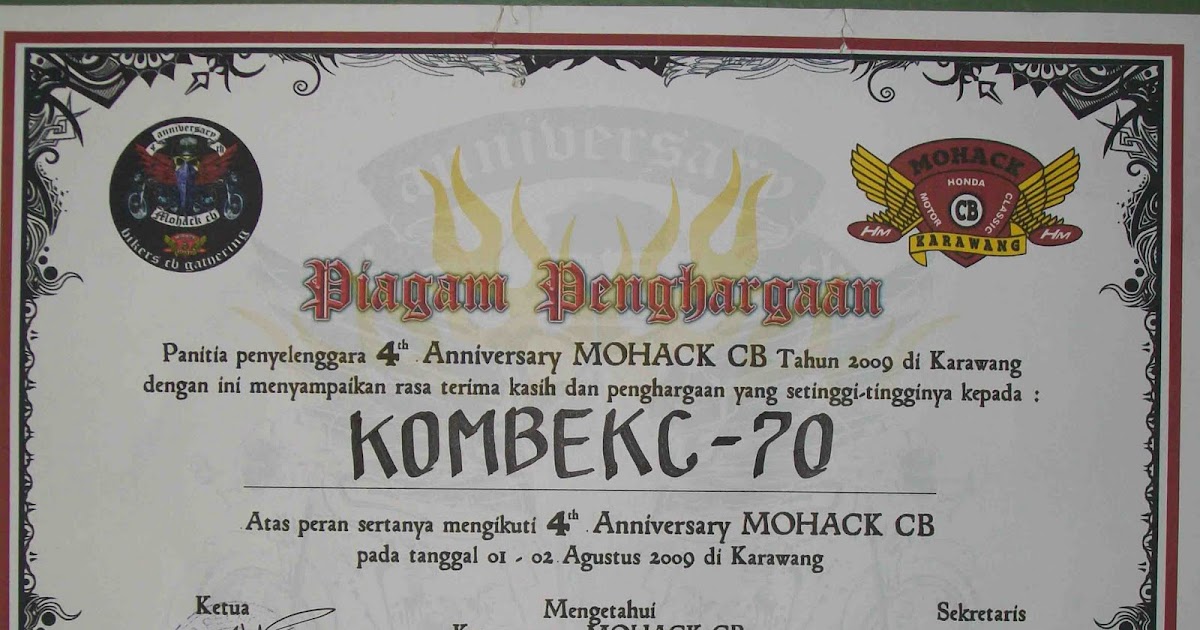 anniversary
anniversary
Mohack cb
bikers cb gathering
MOHACK
HONDA
MOTOR
CB
CLASSIC
HM
HM
KARAWANG
Piagam Penghargaan
Panitia penyelenggara 4th Anniversary MOHACK CB Tahun 2009 di Karawang
dengan ini menyampaikan rasa terima kasih dan penghargaan yang setinggi-tingginya kepada :
KOMBEKC-70
Atas peran sertanya mengikuti 4th Anniversary MOHACK CB
pada tanggal 01 - 02 Agustus 2009 di Karawang
Ketua Mengetahui Sekretaris
MOHACK CB